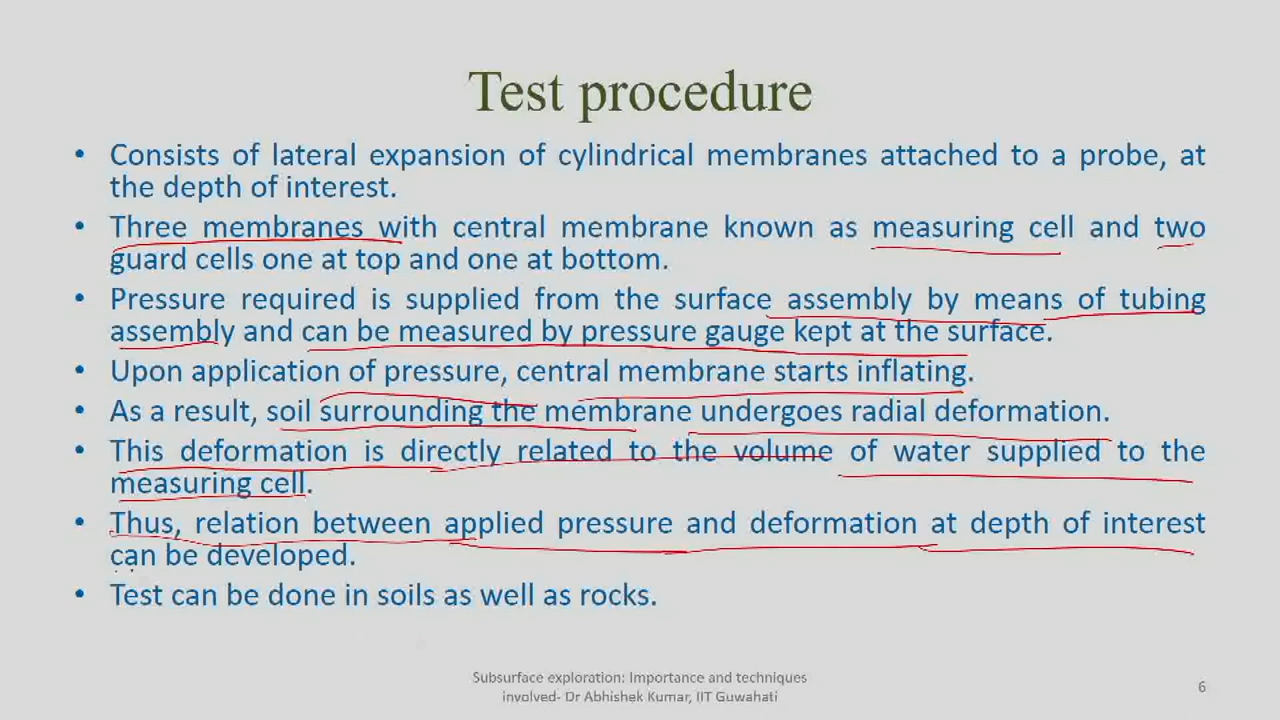 Test procedure
• Consists of lateral expansion of cylindrical membranes attached to a probe, at
the depth of interest.
• Three membranes with central membrane known as measuring cell and two
guard cells one at top and one at bottom.
• Pressure required is supplied from the surface assembly by means of tubing
assembly and can be measured by pressure gauge kept at the surface.
• Upon application of pressure, central membrane starts inflating.
• As a result, soil surrounding the membrane undergoes radial deformation.
• This deformation is directly related to the volume of water supplied to the
measuring cell.
• Thus, relation between applied pressure and deformation at depth of interest
can be developed.
• Test can be done in soils as well as rocks.
Subsurface exploration: Importance and techniques
involved- Dr Abhishek Kumar, IIT Guwahati
6